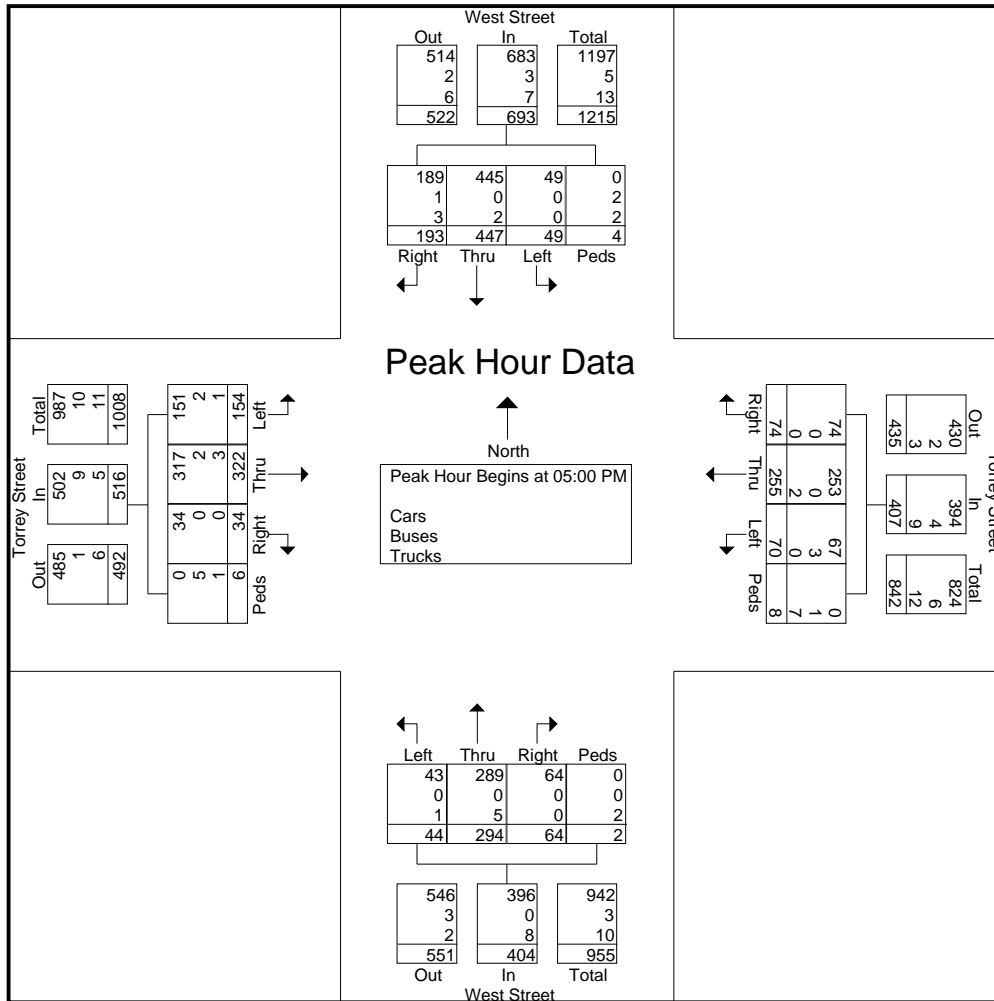 West Street
Out In Total
514 683 1197
2 3 5
6 7 13
522 693 1215
189 445 49 0
1 0 0 2
3 2 0 2
193 447 49 4
Right Thru Left Peds
Peak Hour Data
North
Peak Hour Begins at 05:00 PM
Cars
Buses
Trucks
Torrey Street
Out In Total
485 502 987
1 9 10
6 5 11
492 516 1008
0 34 317 151
5 0 2 2
1 0 3 1
6 34 322 154
Peds Right Thru Left
Torrey Street
Out In Total
430 394 824
2 4 6
3 9 12
435 407 842
74 253 67 0
0 0 3 1
0 2 0 7
74 255 70 8
Right Thru Left Peds
Left Thru Right Peds
43 289 64 0
0 0 0 0
1 5 0 2
44 294 64 2
546 396 942
3 0 3
2 8 10
551 404 955
Out In Total
West Street